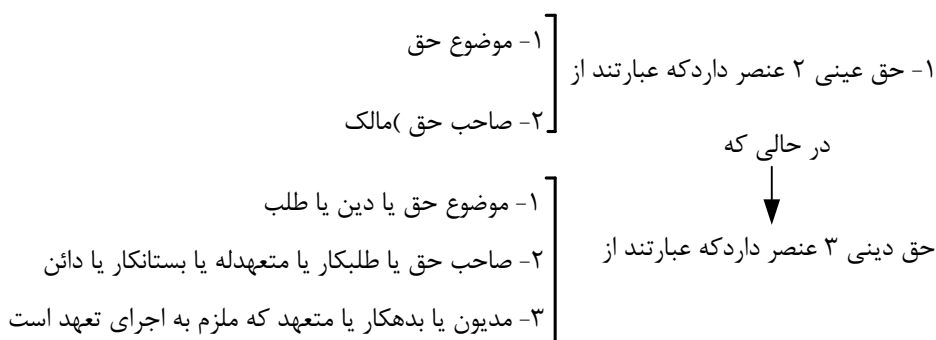 ۱- حق عینی ۲ عنصر داردکه عبارتند از
۱- موضوع حق
۲- صاحب حق )مالک
در حالی که
حق دینی ۳ عنصر داردکه عبارتند از
۱- موضوع حق یا دین یا طلب
۲- صاحب حق یا طلبکار یا متعهدله یا بستانکار یا دائن
۳- مدیون یا بدهکار یا متعهد که ملزم به اجرای تعهد است